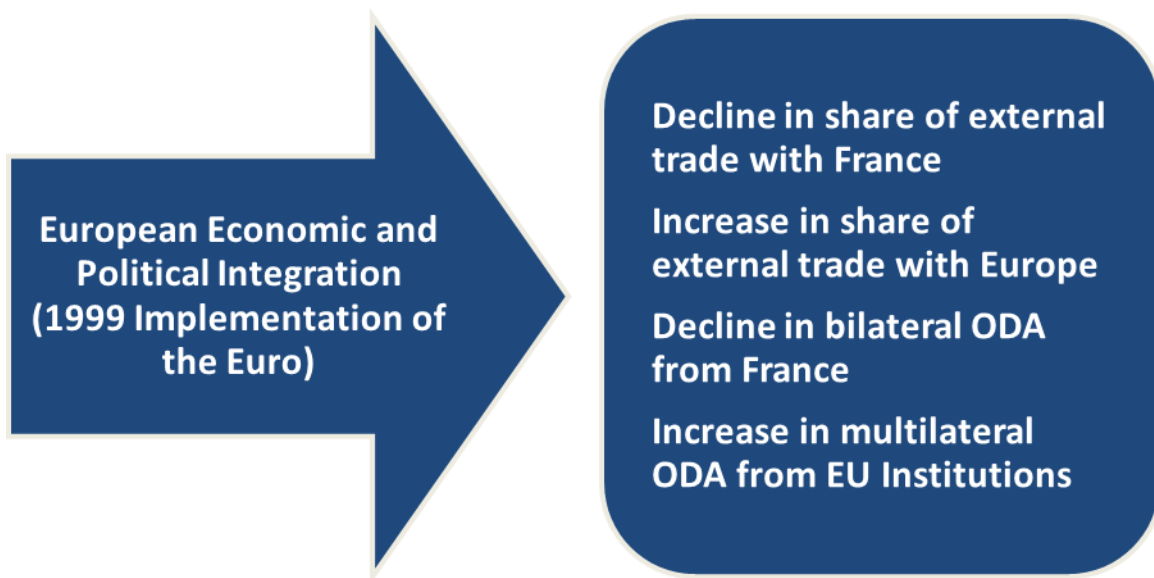 European Economic and
Political Integration
(1999 Implementation of
the Euro)
Decline in share of external
trade with France
Increase in share of
external trade with Europe
Decline in bilateral ODA
from France
Increase in multilateral
ODA from EU Institutions